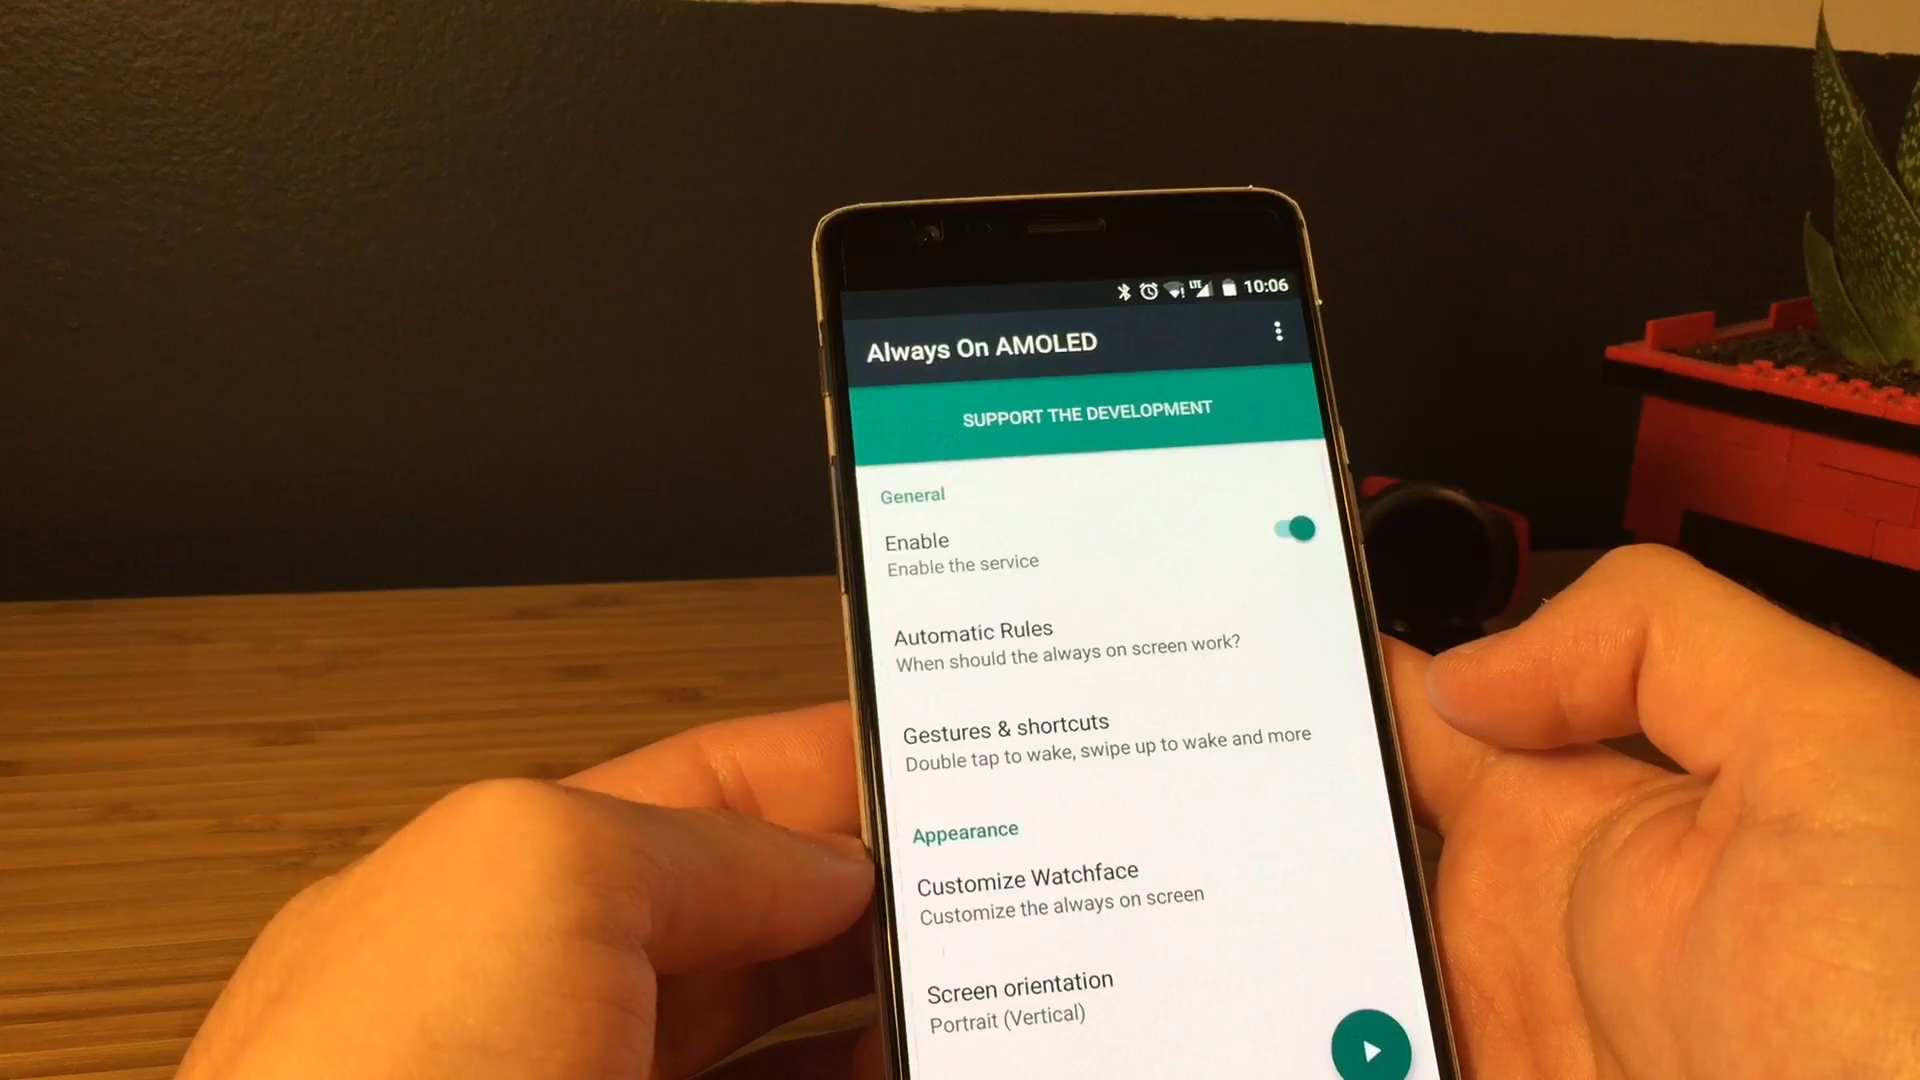 LTE 10:06
Always On AMOLED
SUPPORT THE DEVELOPMENT
General
Enable
Enable the service
Automatic Rules
When should the always on screen work?
Gestures & shortcuts
Double tap to wake, swipe up to wake and more
Appearance
Customize Watchface
Customize the always on screen
Screen orientation
Portrait (Vertical)